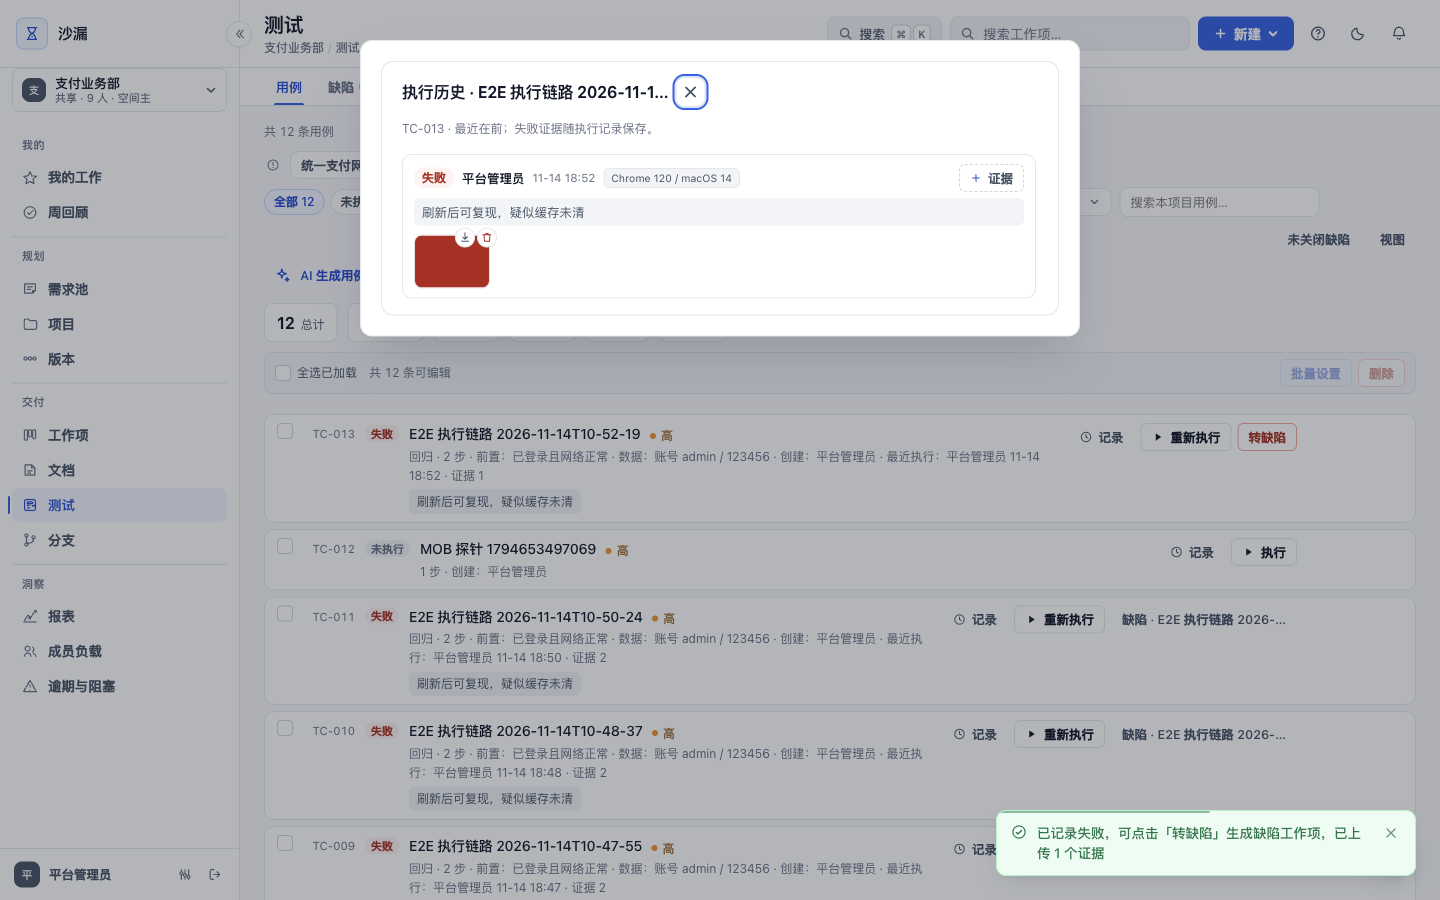 沙漏
支
支付业务部
共享 · 9 人 · 空间主
我的
我的工作
周回顾
规划
需求池
项目
版本
交付
工作项
文档
测试
分支
洞察
报表
成员负载
逾期与阻塞
平
平台管理员
测试
支付业务部 / 测试
搜索 ⌘ K
搜索工作项...
新建
用例
缺陷
共 12 条用例
统一支付网
全部 12
搜索本项目用例...
未关闭缺陷
视图
AI 生成用例
12 总计
执行历史 · E2E 执行链路 2026-11-1...
TC-013 · 最近在前；失败证据随执行记录保存。
失败 平台管理员 11-14 18:52 Chrome 120 / macOS 14
+ 证据
刷新后可复现，疑似缓存未清
全选已加载 共 12 条可编辑
批量设置
删除
TC-013 失败 E2E 执行链路 2026-11-14T10-52-19 高
记录 重新执行 转缺陷
回归 · 2 步 · 前置：已登录且网络正常 · 数据：账号 admin / 123456 · 创建：平台管理员 · 最近执行：平台管理员 11-14
18:52 · 证据 1
刷新后可复现，疑似缓存未清
TC-012 未执行 MOB 探针 1794653497069 高
记录 执行
1 步 · 创建：平台管理员
TC-011 失败 E2E 执行链路 2026-11-14T10-50-24 高
记录 重新执行 缺陷 · E2E 执行链路 2026-...
回归 · 2 步 · 前置：已登录且网络正常 · 数据：账号 admin / 123456 · 创建：平台管理员 · 最近执
行：平台管理员 11-14 18:50 · 证据 2
刷新后可复现，疑似缓存未清
TC-010 失败 E2E 执行链路 2026-11-14T10-48-37 高
记录 重新执行 缺陷 · E2E 执行链路 2026-...
回归 · 2 步 · 前置：已登录且网络正常 · 数据：账号 admin / 123456 · 创建：平台管理员 · 最近执
行：平台管理员 11-14 18:48 · 证据 2
刷新后可复现，疑似缓存未清
TC-009 失败 E2E 执行链路 2026-11-14T10-47-55 高
记录
回归 · 2 步 · 前置：已登录且网络正常 · 数据：账号 admin / 123456 · 创建：平台管理员 · 最近执
行：平台管理员 11-14 18:47 · 证据 2
已记录失败，可点击「转缺陷」生成缺陷工作项，已上
传 1 个证据